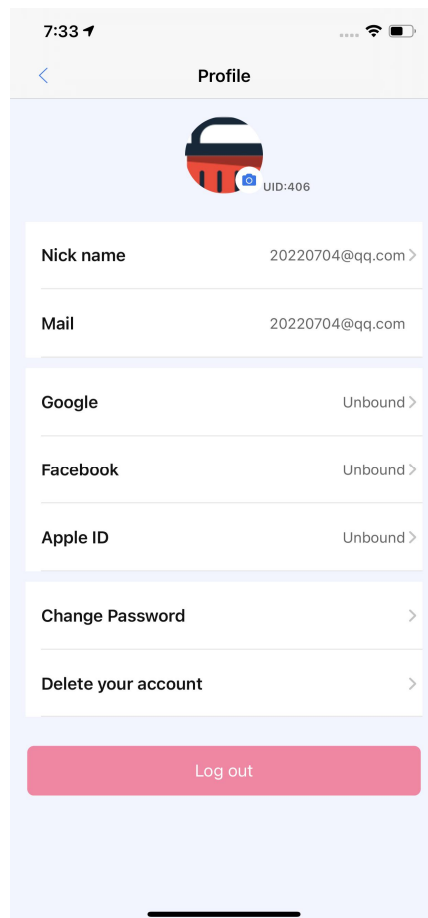 7:33
Profile
UID:406
Nick name 20220704@qq.com
Mail 20220704@qq.com
Google Unbound
Facebook Unbound
Apple ID Unbound
Change Password
Delete your account
Log out